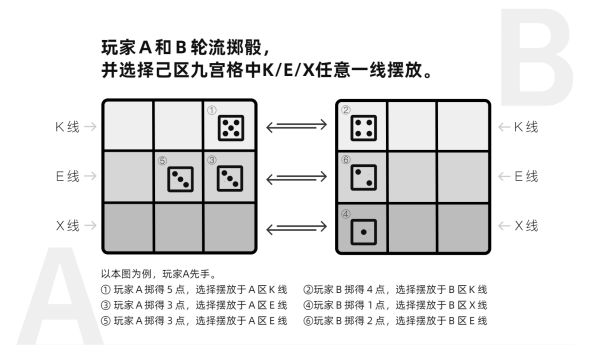 B
玩家A和B轮流掷骰，
并选择己区九宫格中K/E/X任意一线摆放。
① ②
K线 K线
⑤ ③ ⑥
E线 E线
④
X线 X线
A
以本图为例，玩家A先手。
① 玩家A掷得5点，选择摆放于A区K线 ②玩家B掷得4点，选择摆放于B区K线
③ 玩家A掷得3点，选择摆放于A区E线 ④玩家B掷得1点，选择摆放于B区X线
⑤ 玩家A掷得3点，选择摆放于A区E线 ⑥玩家B掷得2点，选择摆放于B区E线